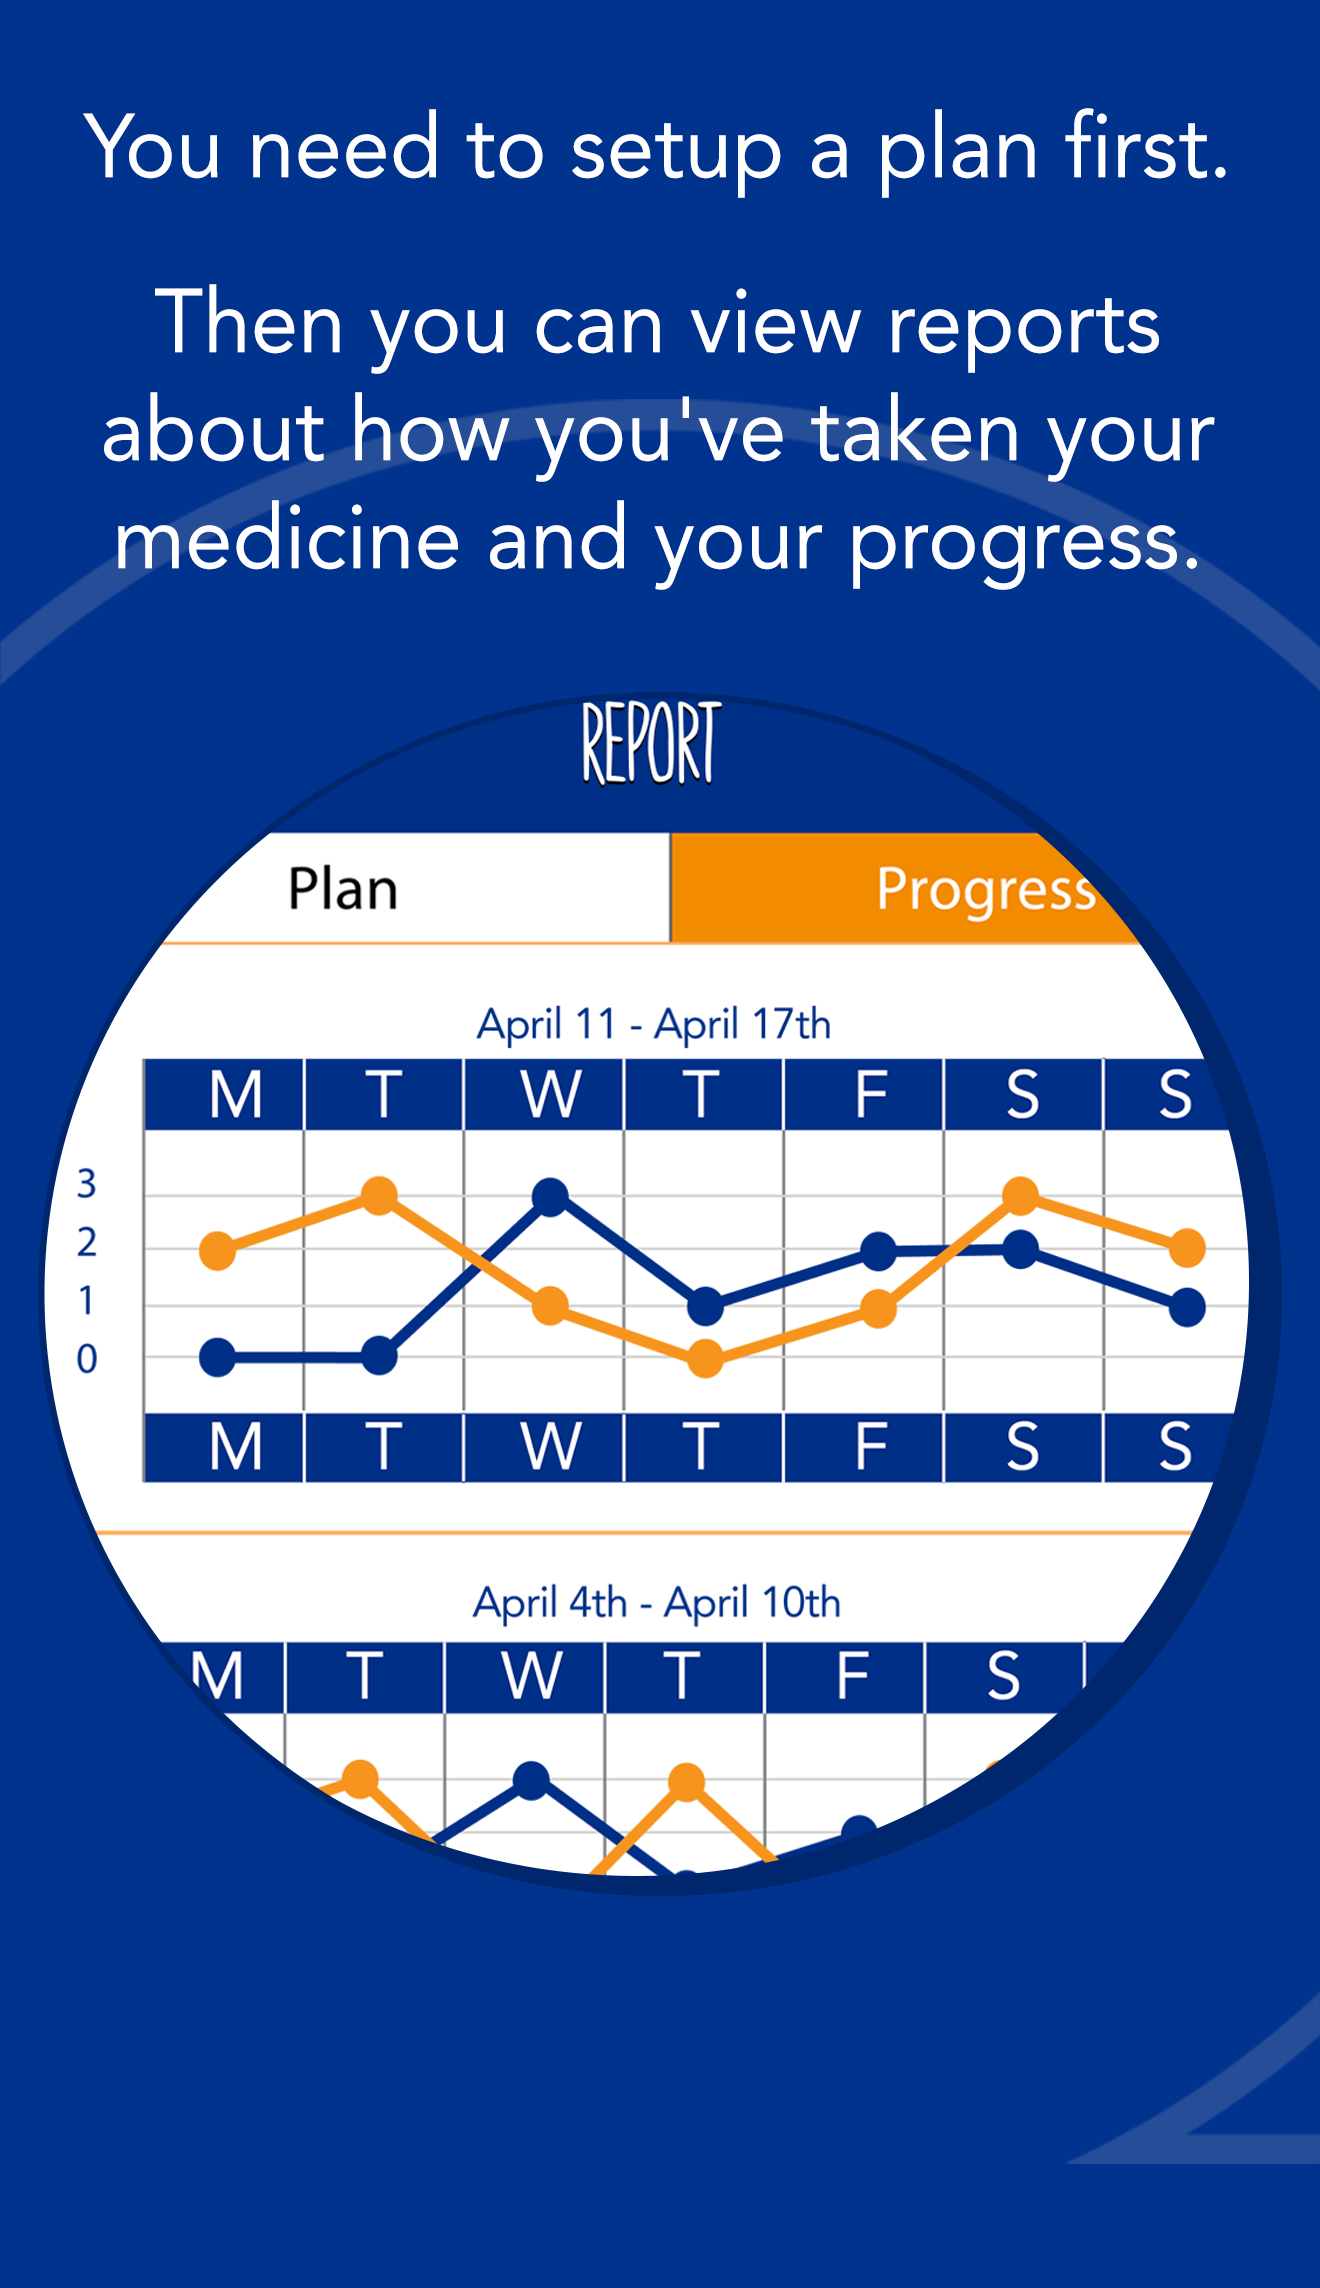 You need to setup a plan first.
Then you can view reports
about how you've taken your
medicine and your progress.
REPORT
Plan Progress
April 11 - April 17th
M T W T F S S
3
2
1
0
M T W T F S S
April 4th - April 10th
M T W T F S